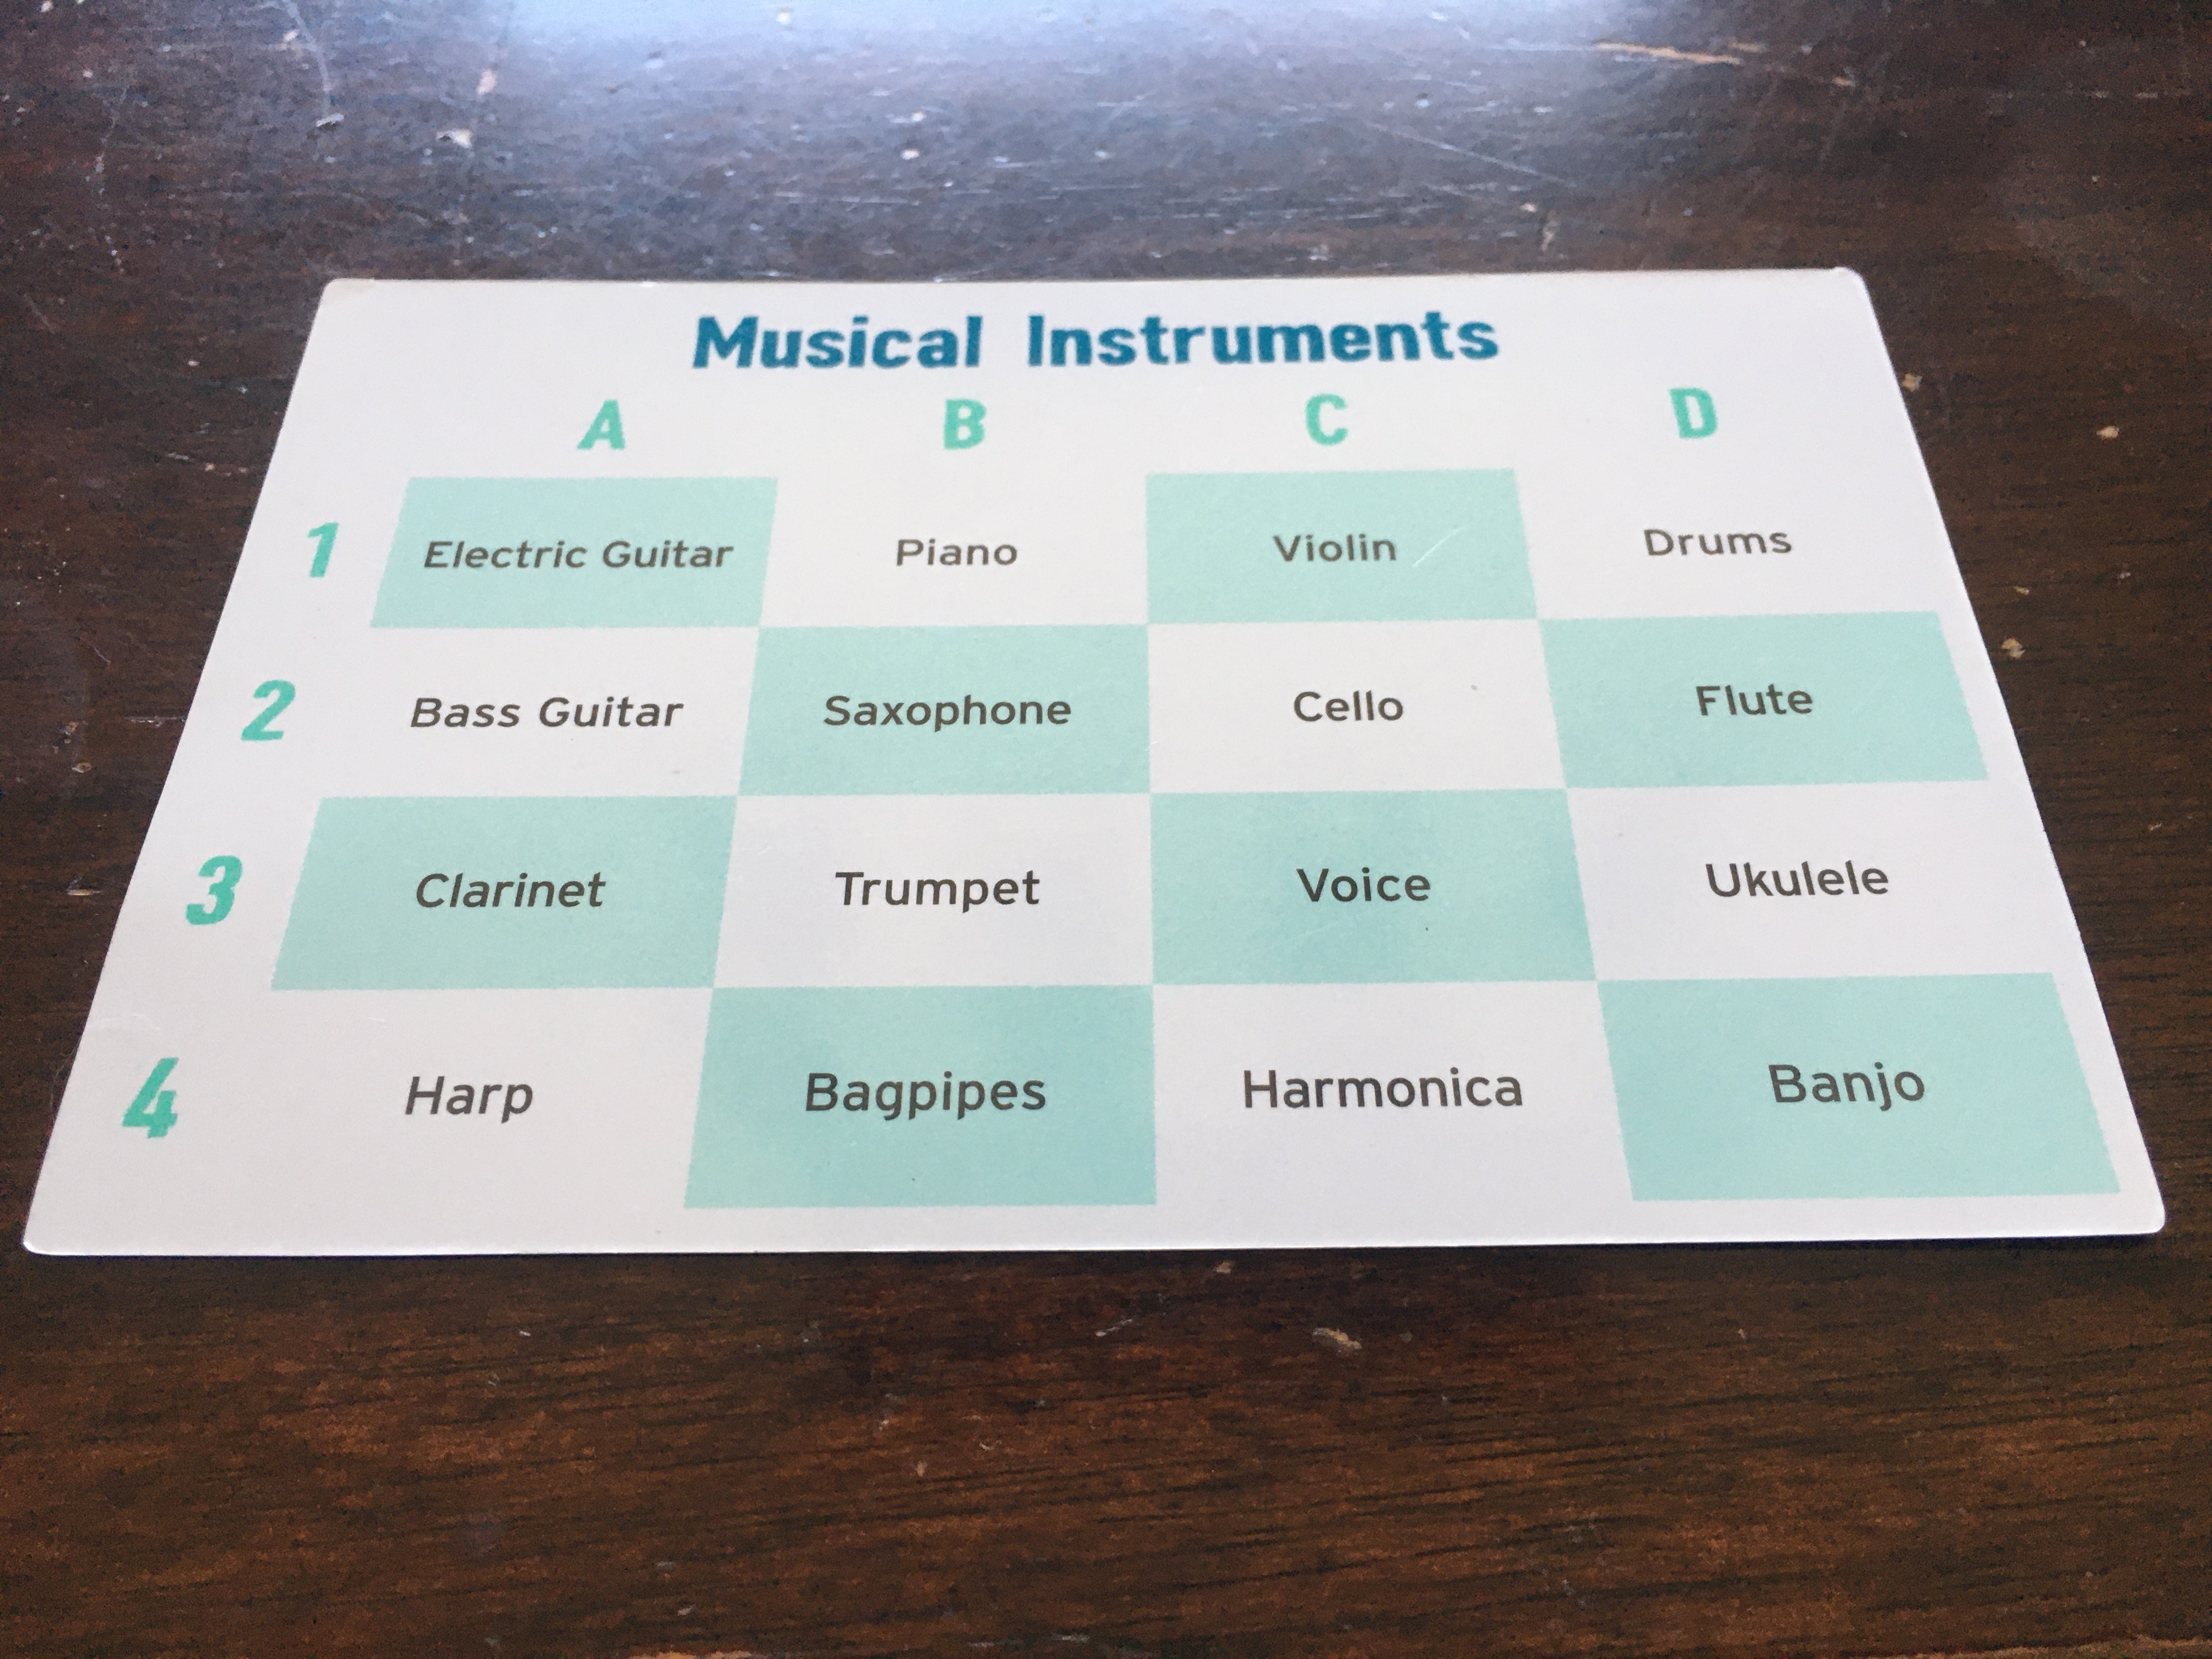 Musical Instruments
A B C D
1 Electric Guitar Piano Violin Drums
2 Bass Guitar Saxophone Cello Flute
3 Clarinet Trumpet Voice Ukulele
4 Harp Bagpipes Harmonica Banjo